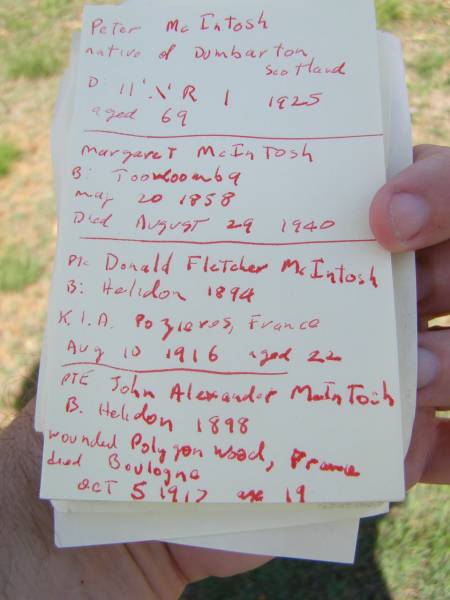 Peter McIntosh
native of Dumbarton
Scotland
D: 1 1925
aged 69
Margaret McIntosh
B: Toowoomba
May 20 1858
Died August 29 1940
Pte Donald Fletcher McIntosh
B: Helidon 1894
K.I.A. Pozieres, France
Aug 10 1916 aged 22
PTE John Alexander McInTosh
B. Helidon 1898
wounded Polygon Wood, France
died Boulogne
OCT 5 1917 age 19